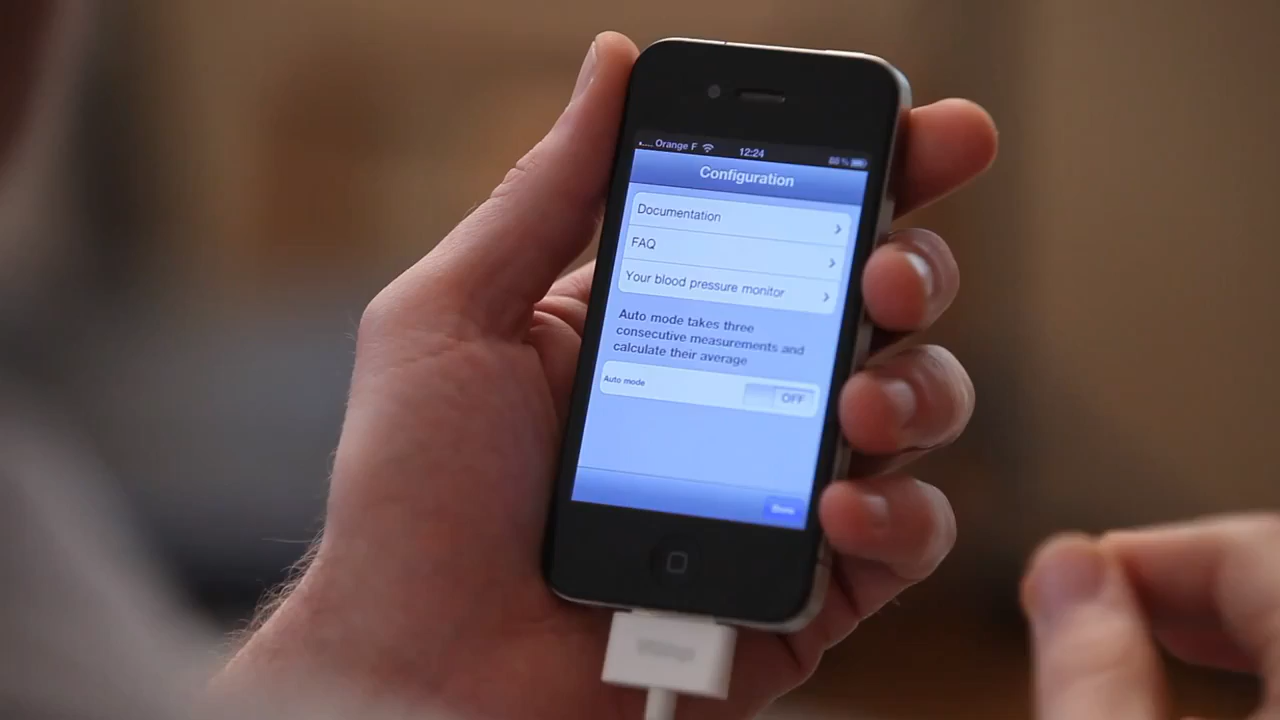 Orange F 12:24 88 %
Configuration
Documentation
FAQ
Your blood pressure monitor
Auto mode takes three
consecutive measurements and
calculate their average
Auto mode OFF